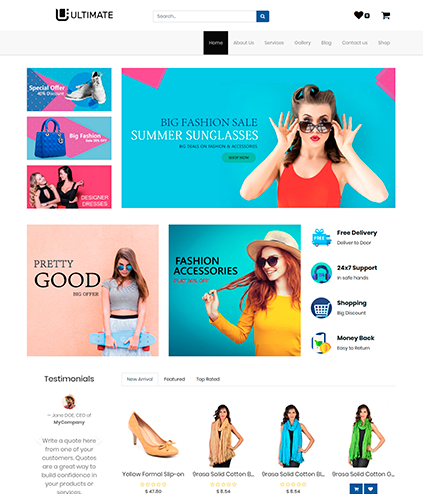 ULTIMATE
Search...
0
Home
About Us
Services
Gallery
Blog
Contact us
Shop
Special Offer
40% Discount
Big Fashion
Sale 50% OFF
DESIGNER
DRESSES
BIG FASHION SALE
SUMMER SUNGLASSES
BIG DEALS ON FASHION & ACCESSORIES
SHOP NOW
PRETTY
GOOD
BIG OFFER
FASHION
ACCESSORIES
FLAT 50% OFF
FREE
Free Delivery
Deliver to Door
24x7 Support
In safe hands
Shopping
Big Discount
Money Back
Easy to Return
Testimonials
— Jane DOE, CEO of
MyCompany
Write a quote here
from one of your
customers. Quotes
are a great way to
build confidence in
your products or
services.
New Arrival
Featured
Top Rated
Yellow Formal Slip-on
$ 47.80
9rasa Solid Cotton B...
$ 8.54
9rasa Solid Cotton Bl...
$ 8.54
9rasa Solid Cotton G...